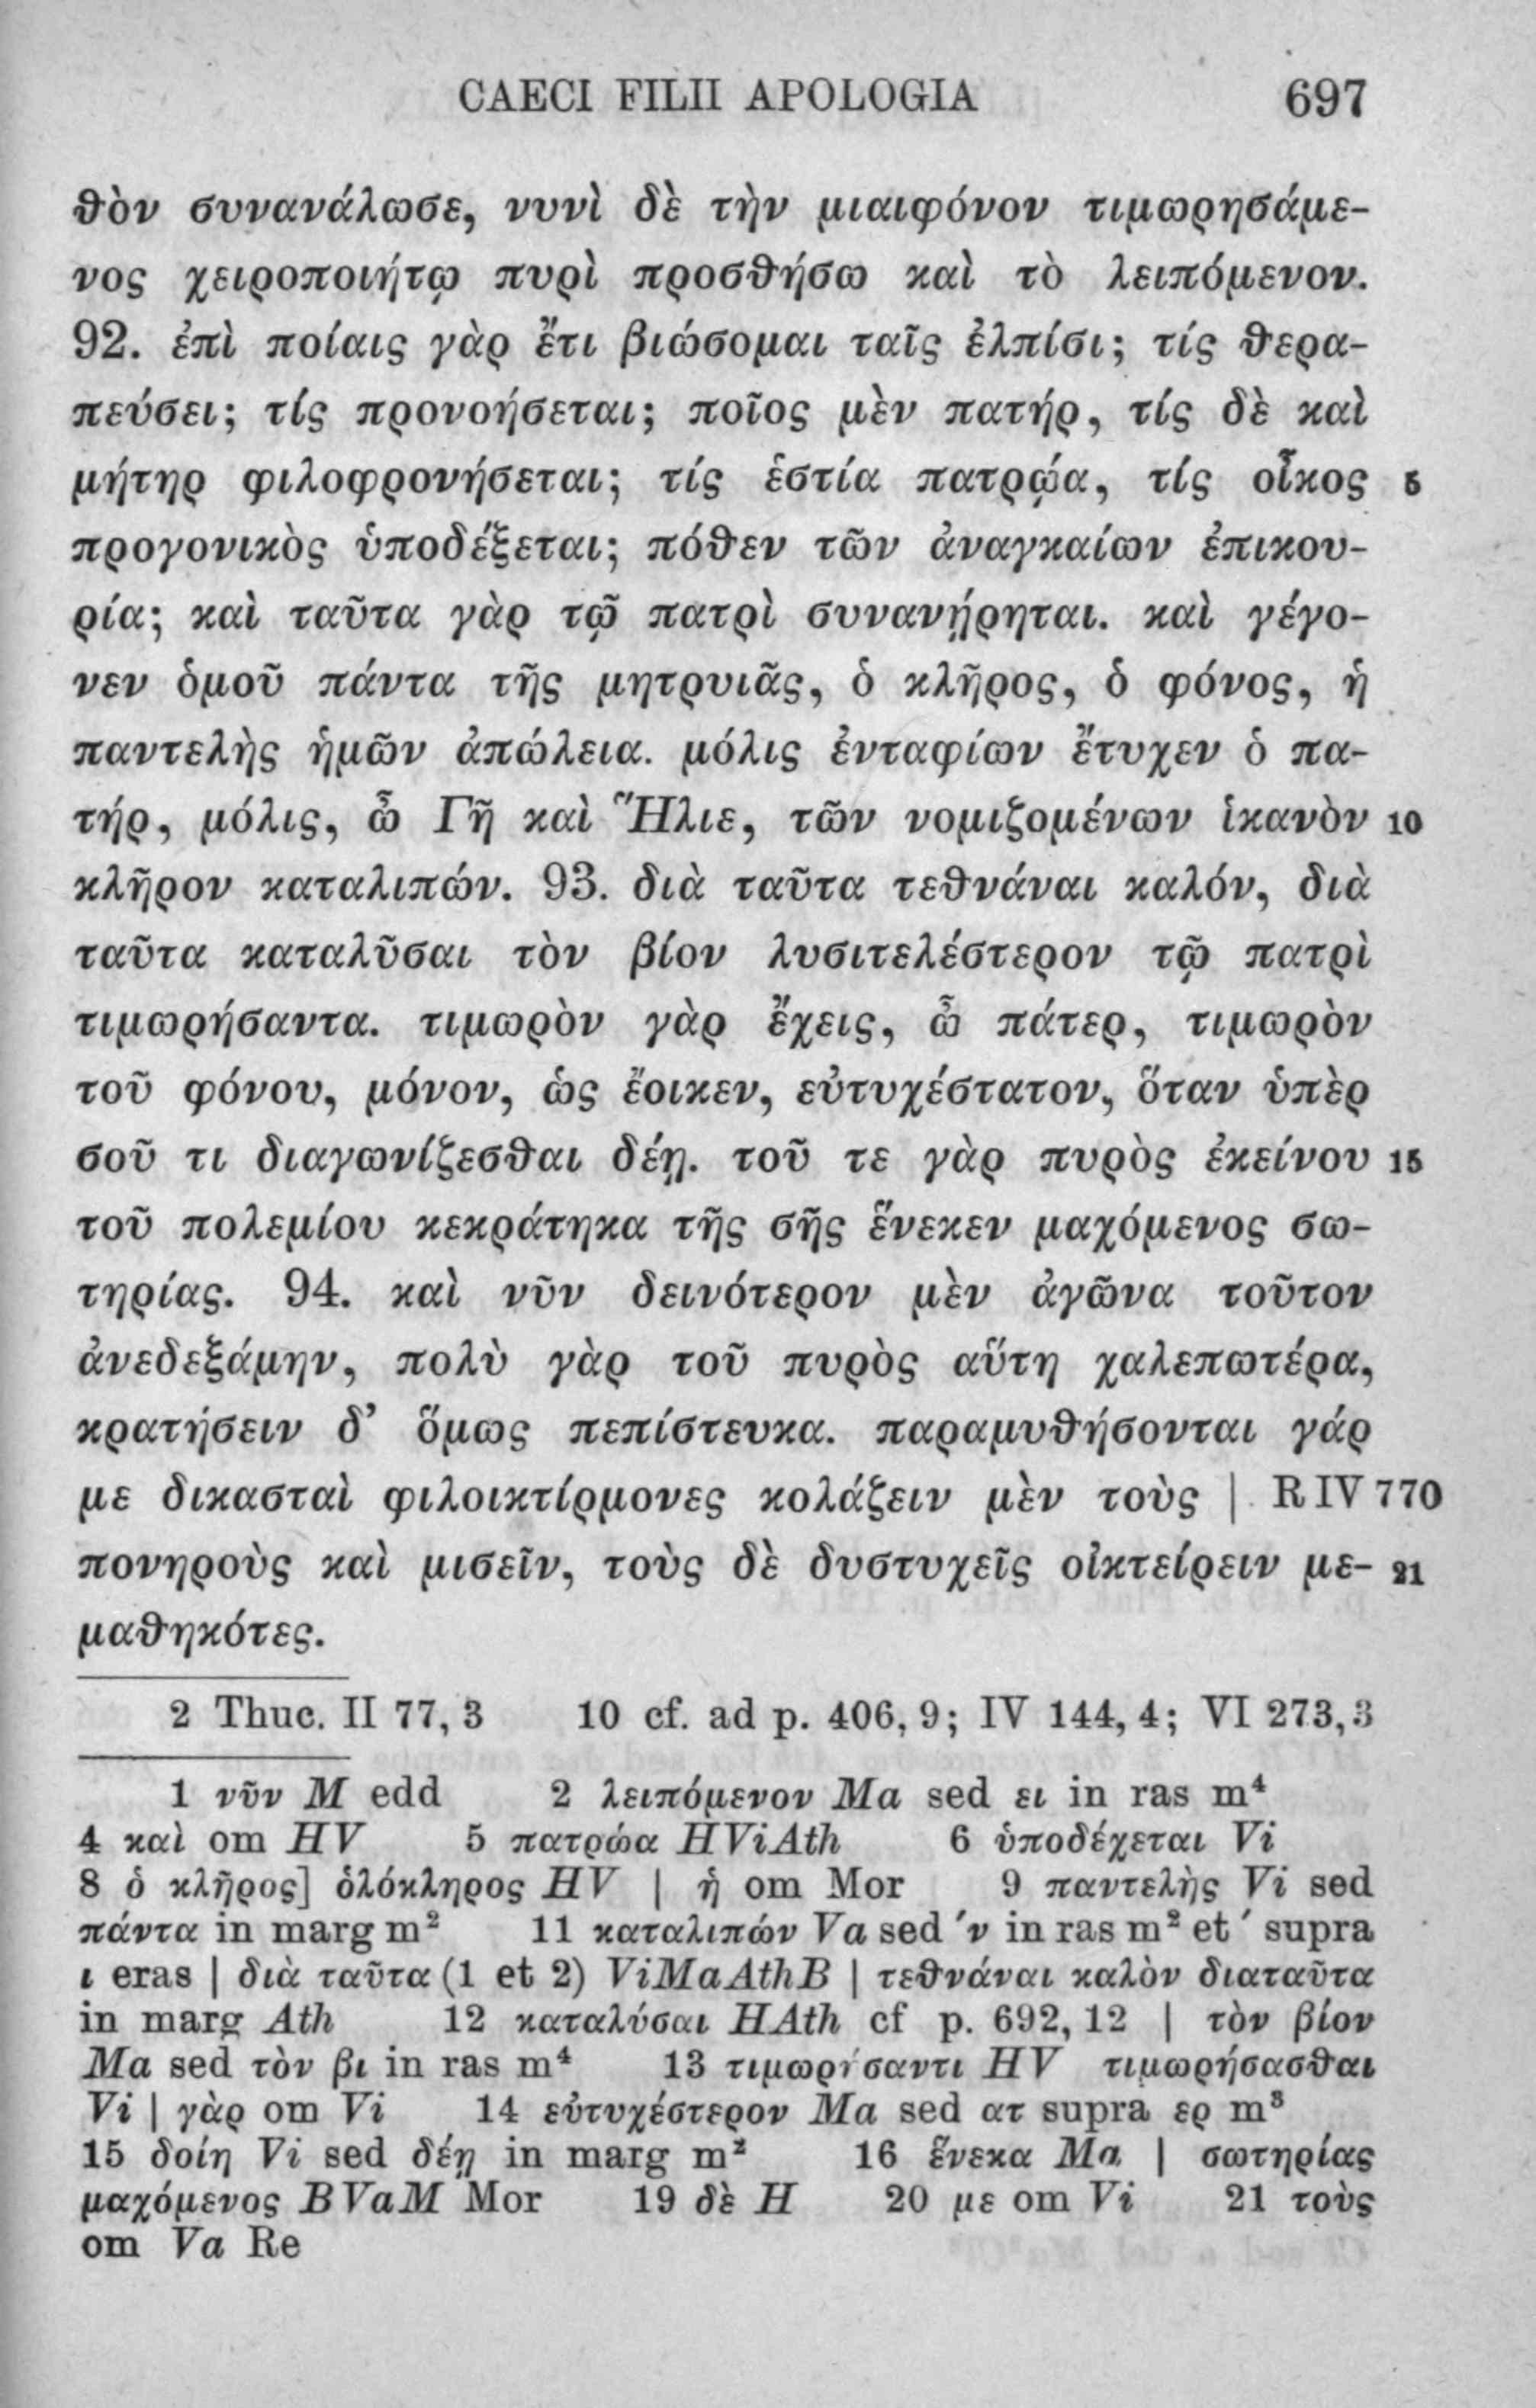 CAECI FILII APOLOGIA 697
θὸν συνανάλωσε, νυνὶ δὲ τὴν μιαιφόνον τιμωρησάμε-
νος χειροποιήτῳ πυρὶ προσθήσω καὶ τὸ λειπόμενον.
92. ἐπὶ ποίαις γὰρ ἔτι βιώσομαι ταῖς ἐλπίσι; τίς θερα-
πεύσει; τίς προνοήσεται; ποῖος μὲν πατήρ, τίς δὲ καὶ
μήτηρ φιλοφρονήσεται; τίς ἑστία πατρῴα, τίς οἶκος 5
προγονικὸς ὑποδέξεται; πόθεν τῶν ἀναγκαίων ἐπικου-
ρία; καὶ ταῦτα γὰρ τῷ πατρὶ συνανῄρηται. καὶ γέγο-
νεν ὁμοῦ πάντα τῆς μητρυιᾶς, ὁ κλῆρος, ὁ φόνος, ἡ
παντελὴς ἡμῶν ἀπώλεια. μόλις ἐνταφίων ἔτυχεν ὁ πα-
τήρ, μόλις, ὦ Γῆ καὶ Ἥλιε, τῶν νομιζομένων ἱκανὸν 10
κλῆρον καταλιπών. 93. διὰ ταῦτα τεθνάναι καλόν, διὰ
ταῦτα καταλῦσαι τὸν βίον λυσιτελέστερον τῷ πατρὶ
τιμωρήσαντα. τιμωρὸν γὰρ ἔχεις, ὦ πάτερ, τιμωρὸν
τοῦ φόνου, μόνον, ὡς ἔοικεν, εὐτυχέστατον, ὅταν ὑπὲρ
σοῦ τι διαγωνίζεσθαι δέῃ. τοῦ τε γὰρ πυρὸς ἐκείνου 15
τοῦ πολεμίου κεκράτηκα τῆς σῆς ἕνεκεν μαχόμενος σω-
τηρίας. 94. καὶ νῦν δεινότερον μὲν ἀγῶνα τοῦτον
ἀνεδεξάμην, πολὺ γὰρ τοῦ πυρὸς αὕτη χαλεπωτέρα,
κρατήσειν δ’ ὅμως πεπίστευκα. παραμυθήσονται γάρ
με δικασταὶ φιλοικτίρμονες κολάζειν μὲν τοὺς | R IV 770
πονηροὺς καὶ μισεῖν, τοὺς δὲ δυστυχεῖς οἰκτείρειν με- 21
μαθηκότες.
2 Thuc. II 77, 3 10 cf. ad p. 406, 9; IV 144, 4; VI 273, 3
1 νῦν M edd 2 λειπόμενον Ma sed ει in ras m⁴
4 καὶ om HV 5 πατρώα HViAth 6 ὑποδέχεται Vi
8 ὁ κλῆρος] ὁλόκληρος HV | ἡ om Mor 9 παντελὴς Vi sed
πάντα in marg m² 11 καταλιπών Va sed ´ν in ras m² et ´ supra
ι eras | διὰ ταῦτα (1 et 2) ViMaAthB | τεθνάναι καλὸν διαταῦτα
in marg Ath 12 καταλύσαι HAth cf p. 692, 12 | τὸν βίον
Ma sed τὸν βι in ras m⁴ 13 τιμωρήσαντι HV τιμωρήσασθαι
Vi | γὰρ om Vi 14 εὐτυχέστερον Ma sed ατ supra ερ m³
15 δοίη Vi sed δέῃ in marg m² 16 ἕνεκα Ma | σωτηρίας
μαχόμενος BVaM Mor 19 δὲ H 20 με om Vi 21 τοὺς
om Va Re